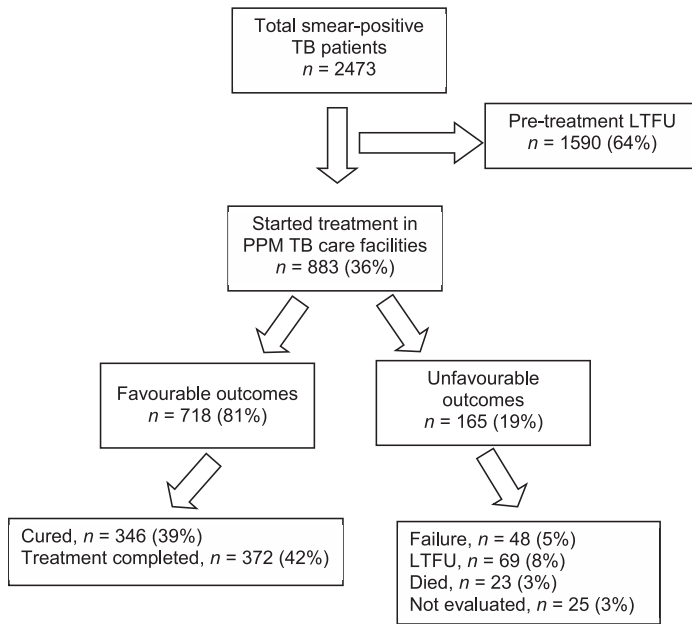 Total smear-positive
TB patients
n = 2473
Pre-treatment LTFU
n = 1590 (64%)
Started treatment in
PPM TB care facilities
n = 883 (36%)
Favourable outcomes
n = 718 (81%)
Unfavourable
outcomes
n = 165 (19%)
Cured, n = 346 (39%)
Treatment completed, n = 372 (42%)
Failure, n = 48 (5%)
LTFU, n = 69 (8%)
Died, n = 23 (3%)
Not evaluated, n = 25 (3%)